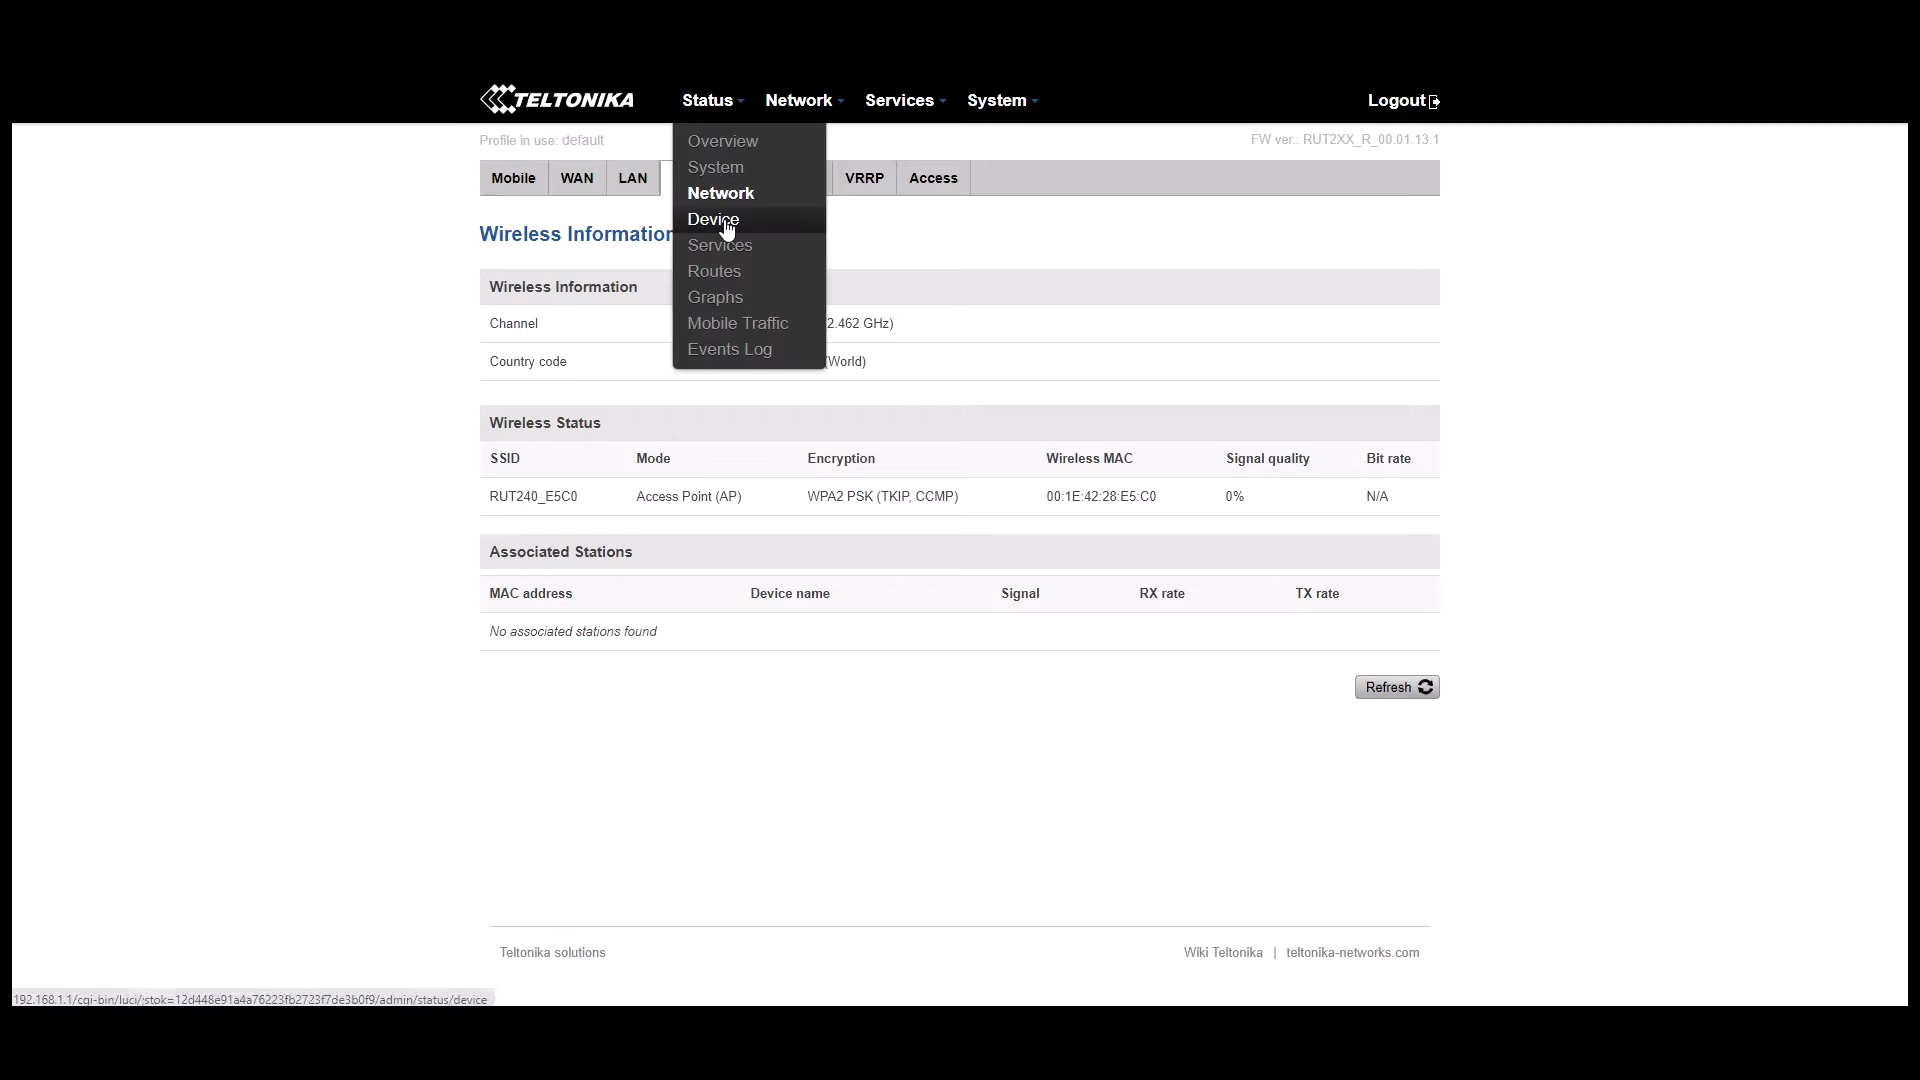 TELTONIKA Status Network Services System Logout
Profile in use: default FW ver.: RUT2XX_R_00.01.13.1
Overview
System
Network
Device
Services
Routes
Graphs
Mobile Traffic
Events Log
Mobile WAN LAN VRRP Access
Wireless Information
Wireless Information
Channel 2.462 GHz)
Country code (World)
Wireless Status
SSID Mode Encryption Wireless MAC Signal quality Bit rate
RUT240_E5C0 Access Point (AP) WPA2 PSK (TKIP, CCMP) 00:1E:42:28:E5:C0 0% N/A
Associated Stations
MAC address Device name Signal RX rate TX rate
No associated stations found
Refresh
Teltonika solutions Wiki Teltonika | teltonika-networks.com
192.168.1.1/cgi-bin/luci/;stok=12d448e91a4a76223fb2723f7de3b0f9/admin/status/device